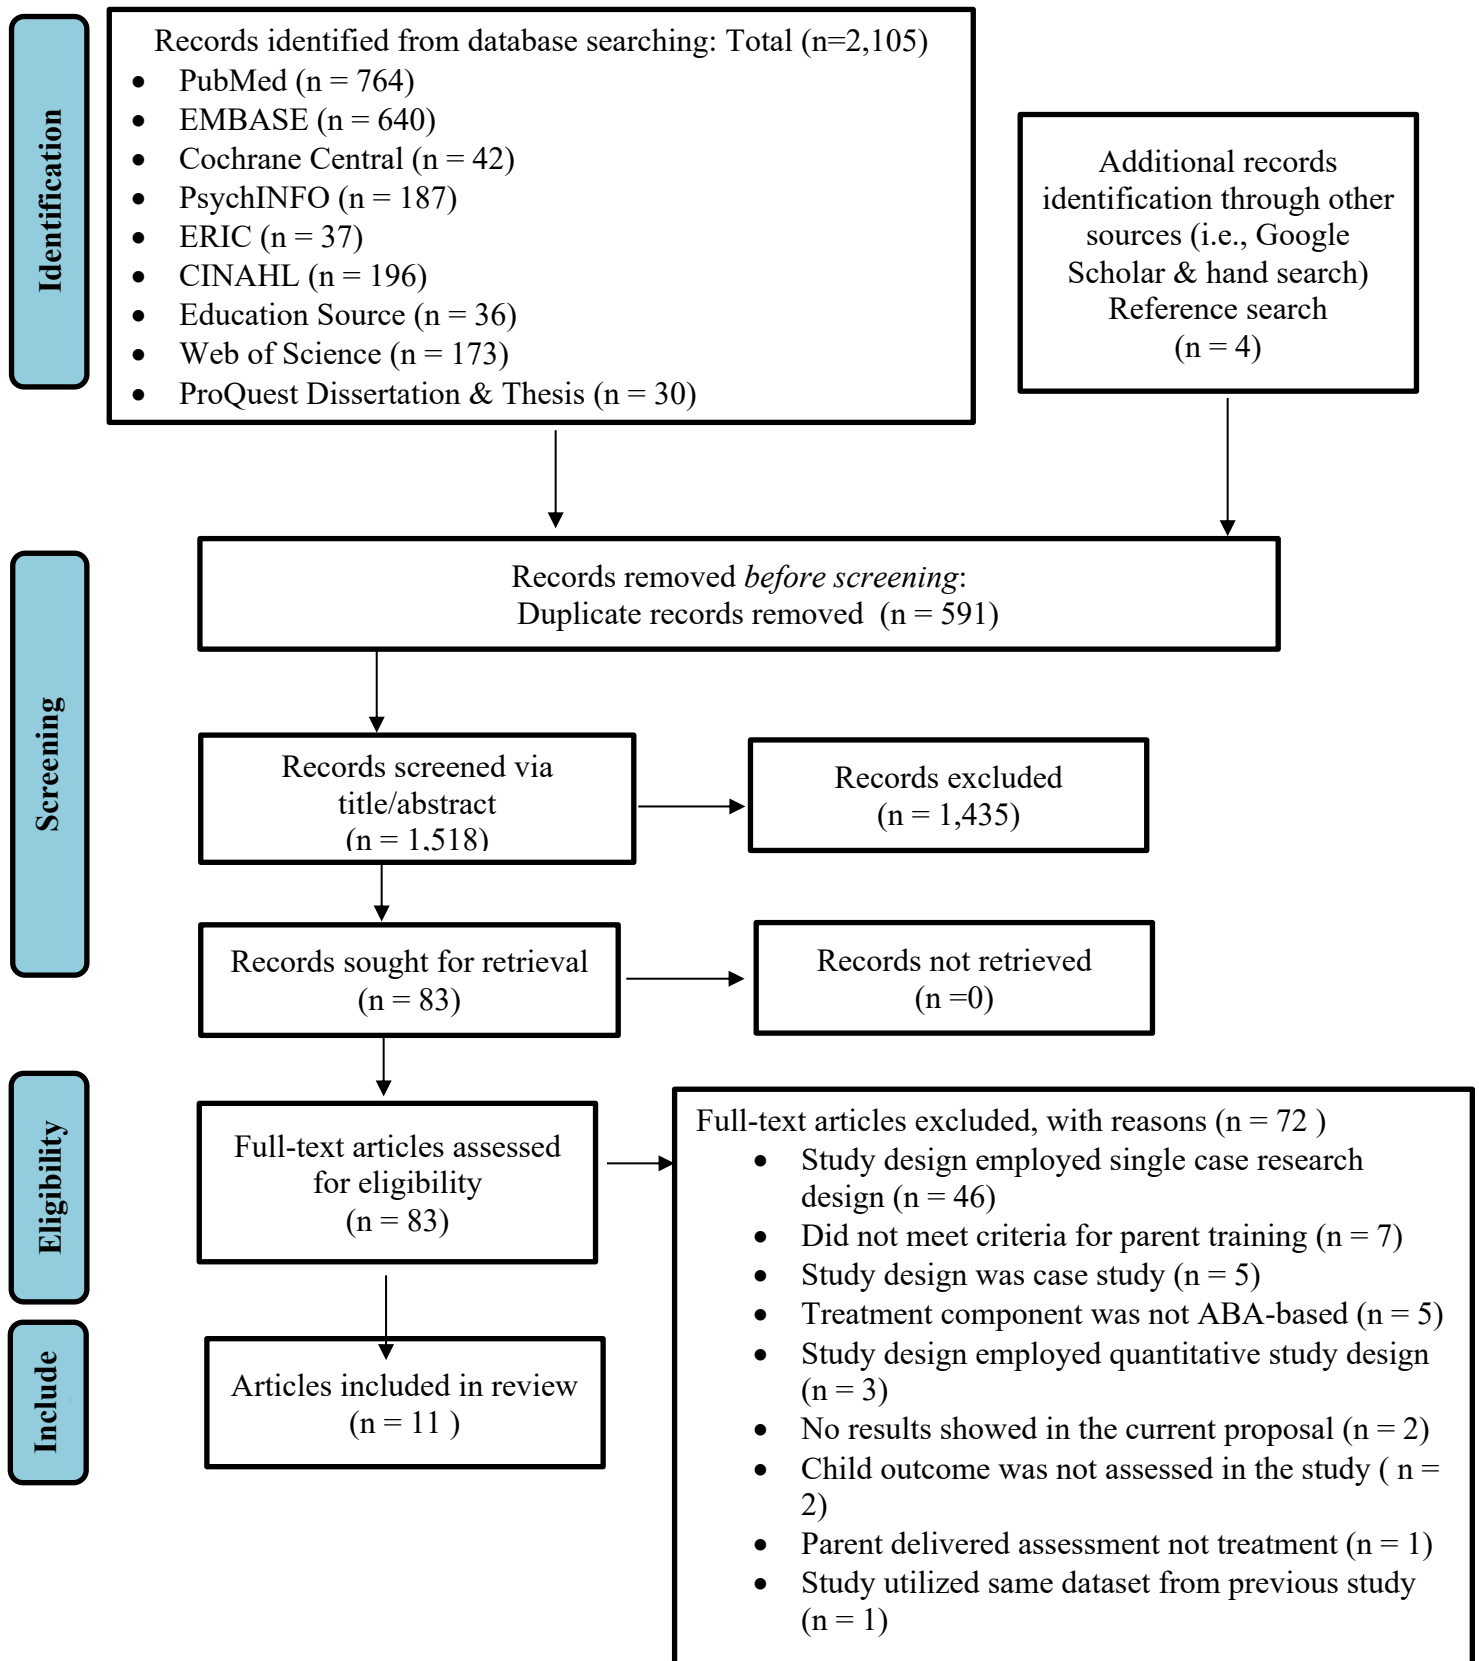 Identification
Records identified from database searching: Total (n=2,105)
• PubMed (n = 764)
• EMBASE (n = 640)
• Cochrane Central (n = 42)
• PsychINFO (n = 187)
• ERIC (n = 37)
• CINAHL (n = 196)
• Education Source (n = 36)
• Web of Science (n = 173)
• ProQuest Dissertation & Thesis (n = 30)
Additional records
identification through other
sources (i.e., Google
Scholar & hand search)
Reference search
(n = 4)
Screening
Records removed before screening:
Duplicate records removed  (n = 591)
Records screened via
title/abstract
(n = 1,518)
Records excluded
(n = 1,435)
Records sought for retrieval
(n = 83)
Records not retrieved
(n =0)
Eligibility
Full-text articles assessed
for eligibility
(n = 83)
Full-text articles excluded, with reasons (n = 72 )
• Study design employed single case research
design (n = 46)
• Did not meet criteria for parent training (n = 7)
• Study design was case study (n = 5)
• Treatment component was not ABA-based (n = 5)
• Study design employed quantitative study design
(n = 3)
• No results showed in the current proposal (n = 2)
• Child outcome was not assessed in the study ( n =
2)
• Parent delivered assessment not treatment (n = 1)
• Study utilized same dataset from previous study
(n = 1)
Include
Articles included in review
(n = 11 )